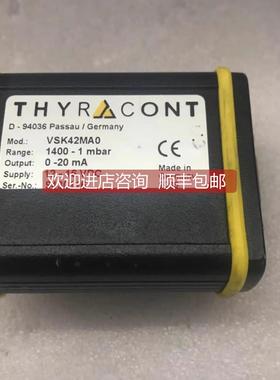 THYRACONT
D - 94036 Passau / Germany
Mod.: VSK42MA0
Range: 1400 - 1 mbar
Output: 0 -20 mA
Supply:
Ser.-No.:
CE
Made in
欢迎进店咨询 顺丰包邮